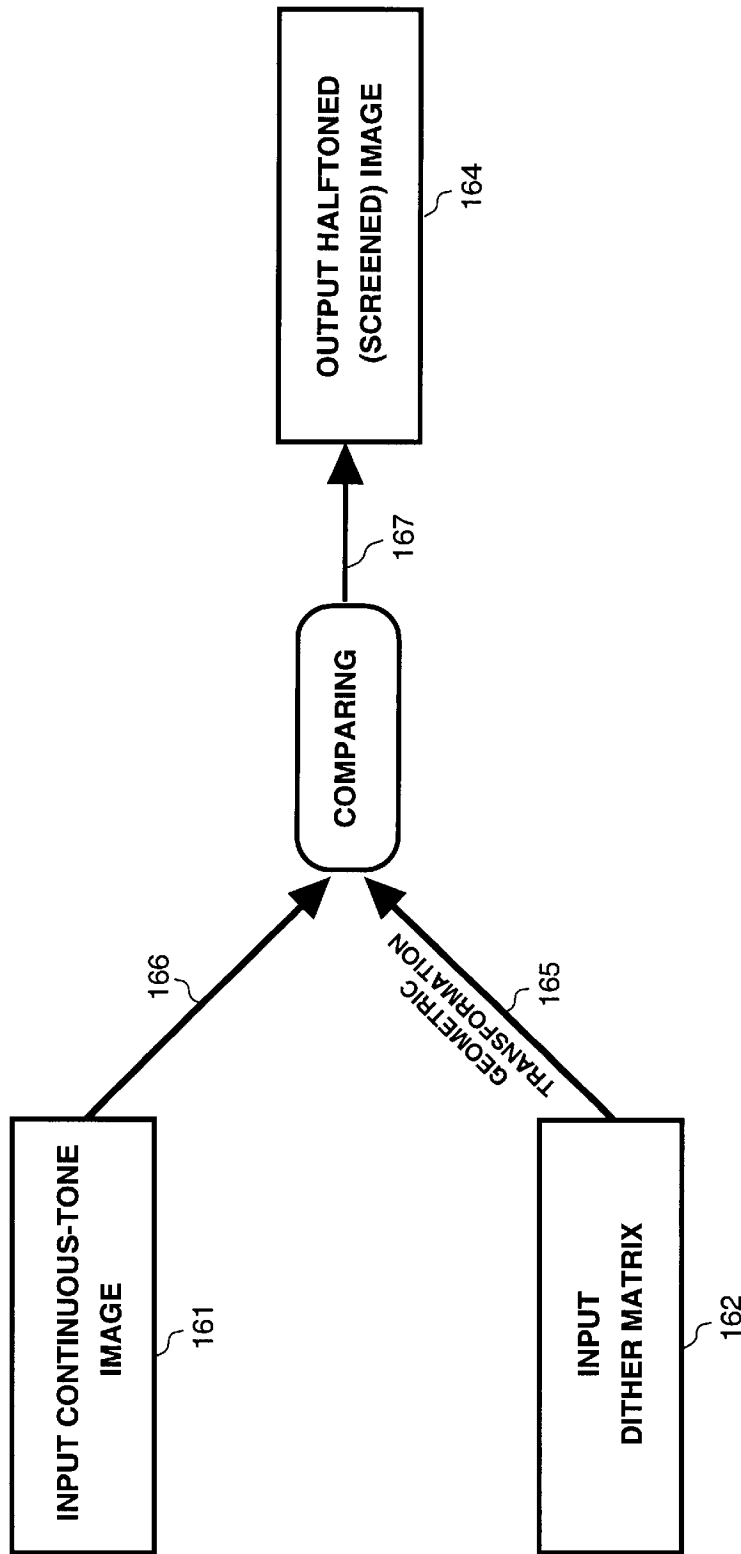 INPUT CONTINUOUS-TONE
IMAGE
161
166
INPUT
DITHER MATRIX
162
GEOMETRIC
TRANSFORMATION
165
COMPARING
167
OUTPUT HALFTONED
(SCREENED) IMAGE
164